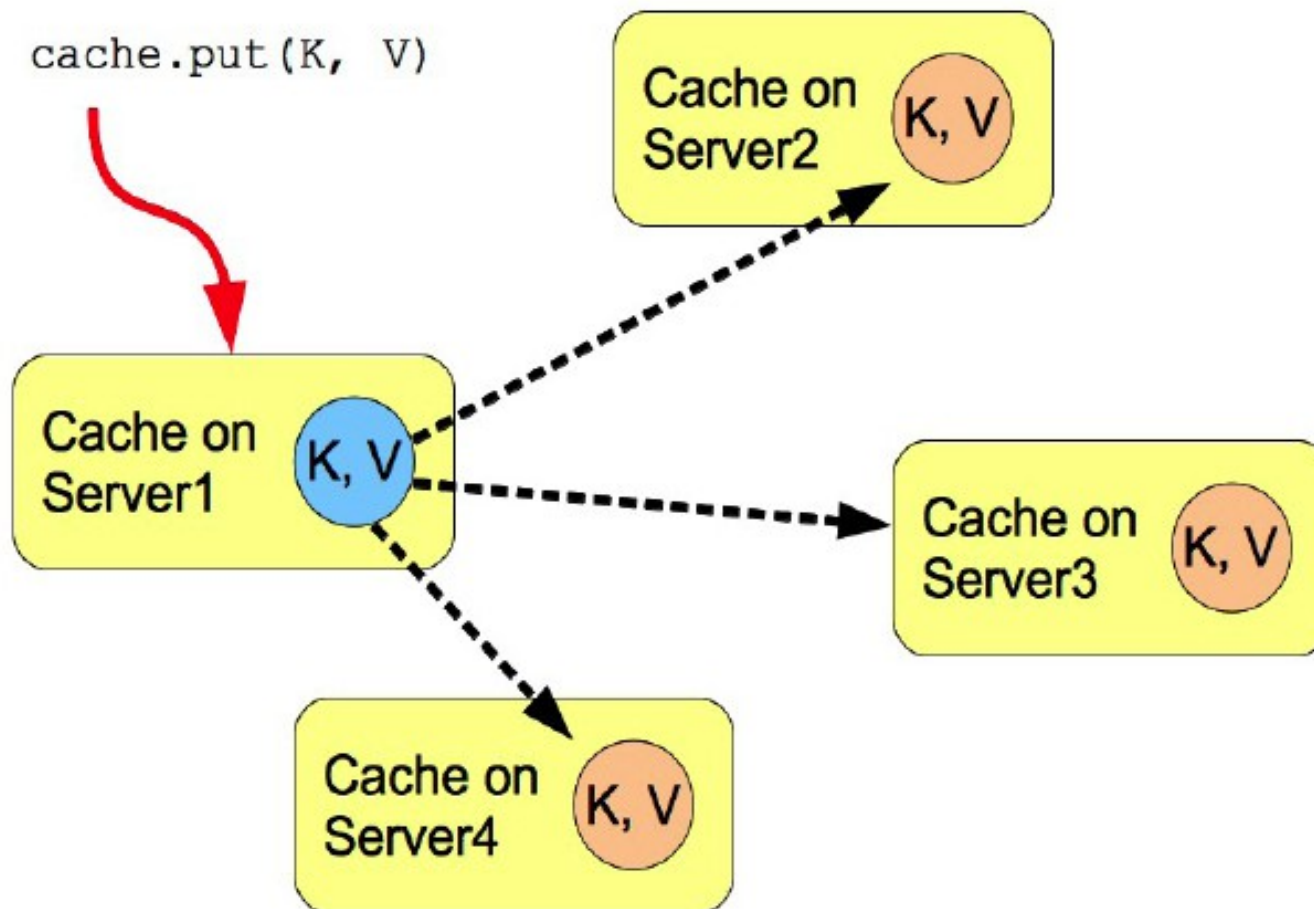 cache.put(K, V)
Cache on
Server2
K, V
Cache on
Server1
K, V
Cache on
Server3
K, V
Cache on
Server4
K, V